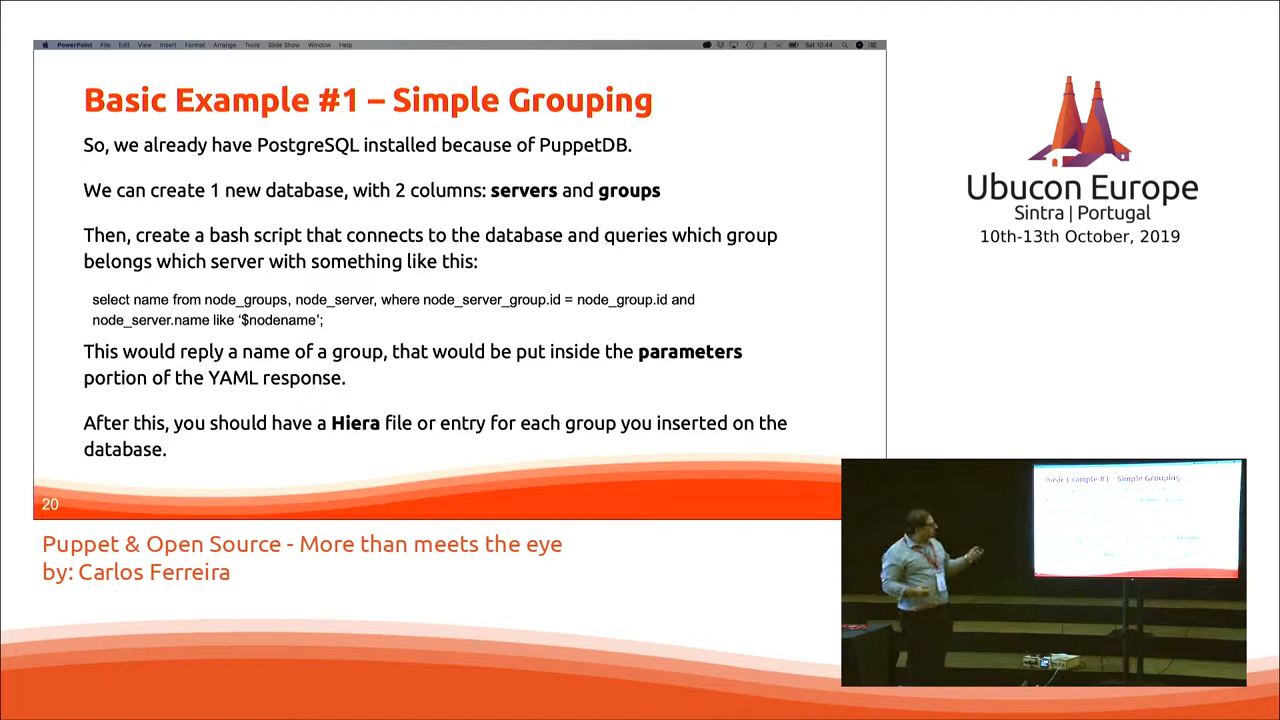 PowerPoint File Edit View Insert Format Arrange Tools Slide Show Window Help
Sat 10:44
Basic Example #1 – Simple Grouping
So, we already have PostgreSQL installed because of PuppetDB.
We can create 1 new database, with 2 columns: servers and groups
Then, create a bash script that connects to the database and queries which group
belongs which server with something like this:
select name from node_groups, node_server, where node_server_group.id = node_group.id and
node_server.name like ‘$nodename’;
This would reply a name of a group, that would be put inside the parameters
portion of the YAML response.
After this, you should have a Hiera file or entry for each group you inserted on the
database.
20
Ubucon Europe
Sintra | Portugal
10th-13th October, 2019
Basic Example #1 - Simple Grouping
Puppet & Open Source - More than meets the eye
by: Carlos Ferreira